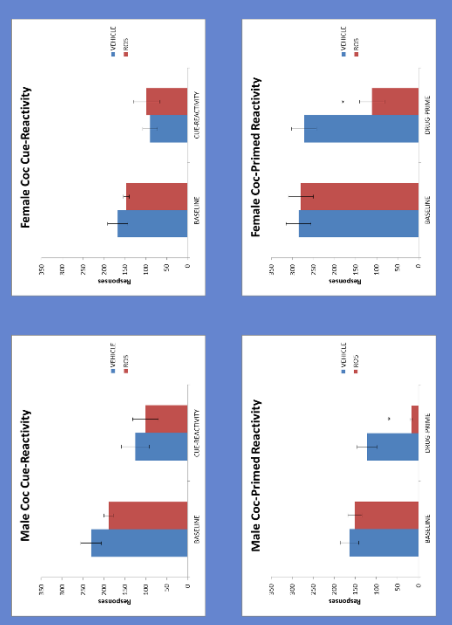 Male Coc Cue-Reactivity
350
300
250
200
150
100
50
0
Responses
BASELINE
CUE-REACTIVITY
VEHICLE
ROS
Female Coc Cue-Reactivity
350
300
250
200
150
100
50
0
Responses
BASELINE
CUE-REACTIVITY
VEHICLE
ROS
Male Coc-Primed Reactivity
350
300
250
200
150
100
50
0
Responses
BASELINE
DRUG PRIME
*
VEHICLE
ROS
Female Coc-Primed Reactivity
350
300
250
200
150
100
50
0
Responses
BASELINE
DRUG-PRIME
*
VEHICLE
ROS